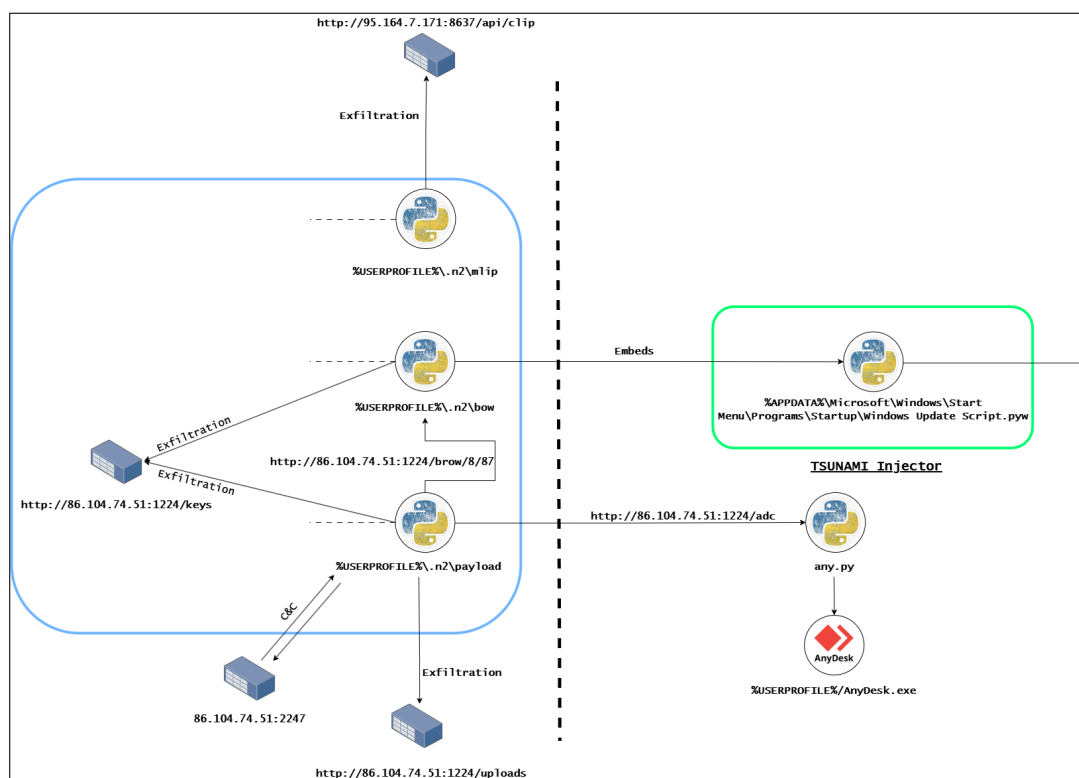 http://95.164.7.171:8637/api/clip
Exfiltration
%USERPROFILE%\.n2\mlip
Embeds
%USERPROFILE%\.n2\bow
%APPDATA%\Microsoft\Windows\Start
Menu\Programs\Startup\Windows Update Script.pyw
Exfiltration
http://86.104.74.51:1224/brow/8/87
TSUNAMI Injector
Exfiltration
http://86.104.74.51:1224/keys
http://86.104.74.51:1224/adc
%USERPROFILE%\.n2\payload
any.py
C&C
AnyDesk
Exfiltration
%USERPROFILE%/AnyDesk.exe
86.104.74.51:2247
http://86.104.74.51:1224/uploads